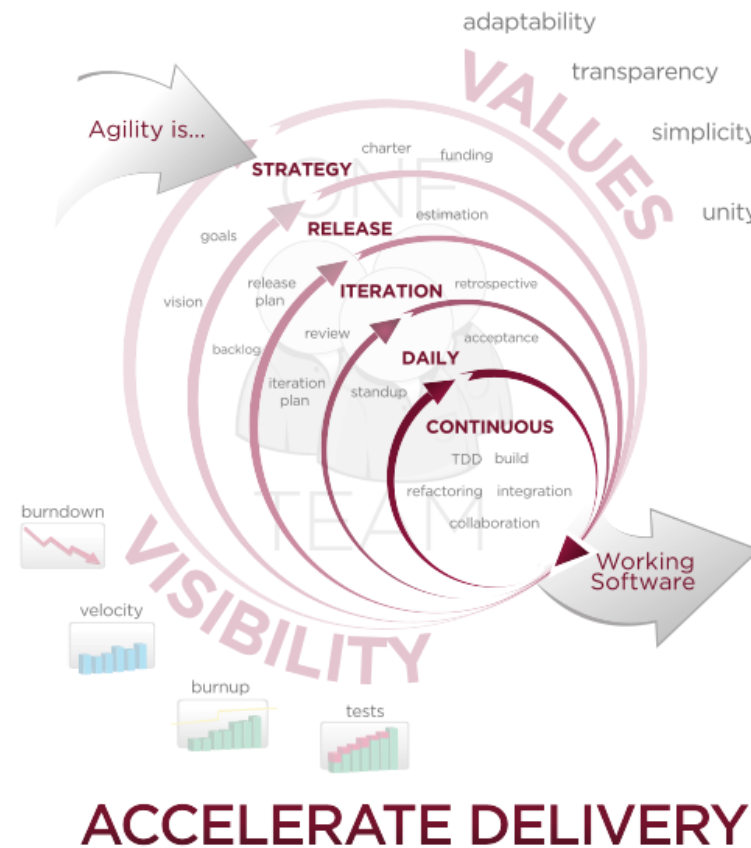 adaptability
transparency
simplicity
unity
VALUES
Agility is...
STRATEGY
charter
funding
ONE
RELEASE
estimation
goals
vision
release
plan
ITERATION
retrospective
backlog
review
DAILY
acceptance
iteration
plan
standup
CONTINUOUS
TDD build
refactoring integration
collaboration
TEAM
Working
Software
VISIBILITY
burndown
velocity
burnup
tests
ACCELERATE DELIVERY